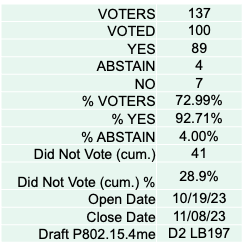 VOTERS 137
VOTED 100
YES 89
ABSTAIN 4
NO 7
% VOTERS 72.99%
% YES 92.71%
% ABSTAIN 4.00%
Did Not Vote (cum.) 41
Did Not Vote (cum.) % 28.9%
Open Date 10/19/23
Close Date 11/08/23
Draft P802.15.4me D2 LB197